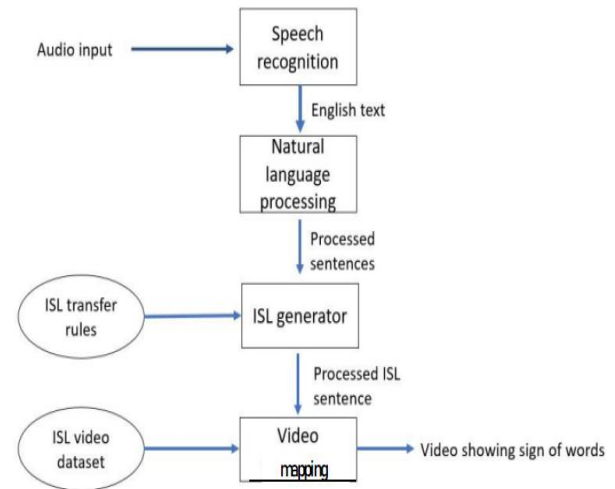 Speech
recognition
Audio input
English text
Natural
language
processing
Processed
sentences
ISL transfer
rules
ISL generator
Processed ISL
sentence
ISL video
dataset
Video
mapping
Video showing sign of words